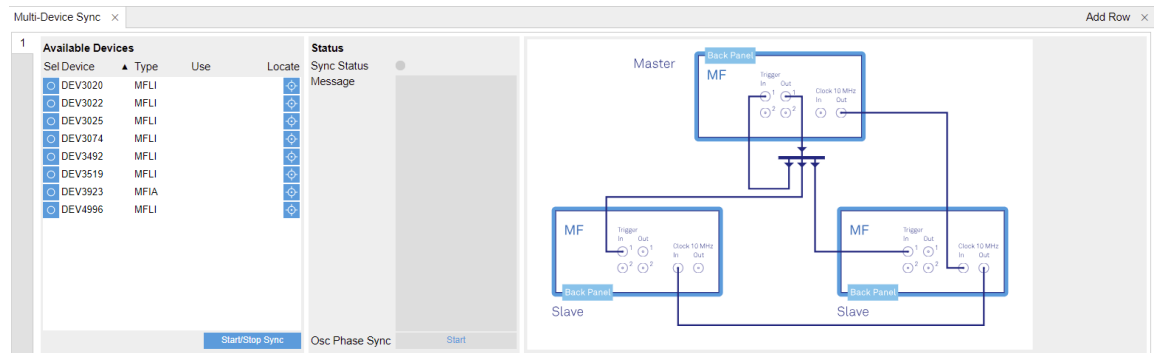 Multi-Device Sync ×
Add Row ×
1
Available Devices
Sel Device ▲ Type Use Locate
DEV3020 MFLI
DEV3022 MFLI
DEV3025 MFLI
DEV3074 MFLI
DEV3492 MFLI
DEV3519 MFLI
DEV3923 MFIA
DEV4996 MFLI
Start/Stop Sync
Status
Sync Status
Message
Osc Phase Sync Start
Master
Back Panel
MF
Trigger
In Out
1 1
2 2
Clock 10 MHz
In Out
MF
Trigger
In Out
1 1
2 2
Clock 10 MHz
In Out
Back Panel
Slave
MF
Trigger
In Out
1 1
2 2
Clock 10 MHz
In Out
Back Panel
Slave